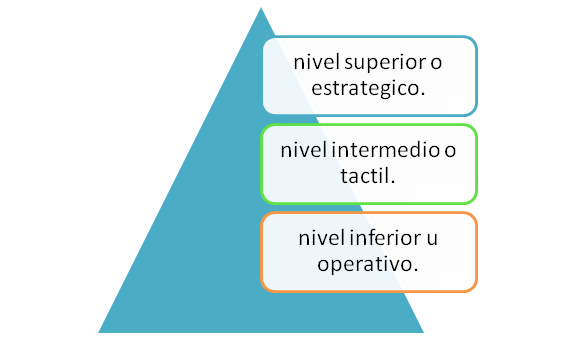 nivel superior o
estrategico.
nivel intermedio o
tactil.
nivel inferior u
operativo.